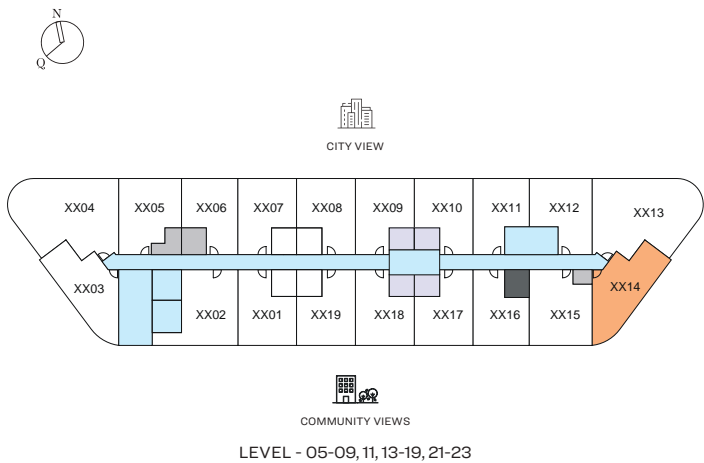 N
Q
CITY VIEW
XX04 XX05 XX06 XX07 XX08 XX09 XX10 XX11 XX12 XX13
XX03 XX14
XX02 XX01 XX19 XX18 XX17 XX16 XX15
COMMUNITY VIEWS
LEVEL - 05-09, 11, 13-19, 21-23